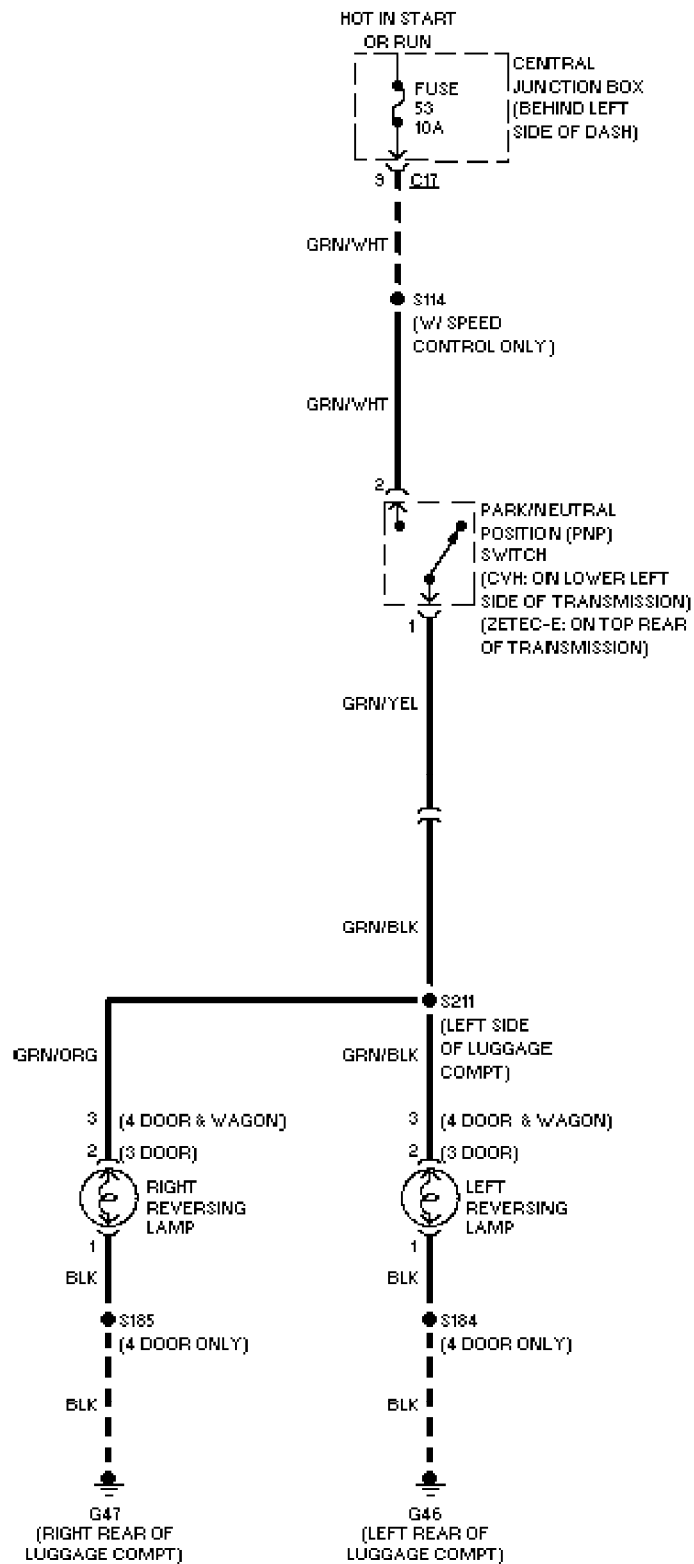 HOT IN START
OR RUN
CENTRAL
JUNCTION BOX
(BEHIND LEFT
SIDE OF DASH)
FUSE
53
10A
9 C17
GRN/WHT
S114
(W/ SPEED
CONTROL ONLY)
GRN/WHT
2
PARK/NEUTRAL
POSITION (PNP)
SWITCH
(CVH: ON LOWER LEFT
SIDE OF TRANSMISSION)
(ZETEC-E: ON TOP REAR
OF TRANSMISSION)
1
GRN/YEL
GRN/BLK
S211
(LEFT SIDE
OF LUGGAGE
COMPT)
GRN/ORG
GRN/BLK
3 (4 DOOR & WAGON)
2 (3 DOOR)
RIGHT
REVERSING
LAMP
1
BLK
S185
(4 DOOR ONLY)
BLK
G47
(RIGHT REAR OF
LUGGAGE COMPT)
3 (4 DOOR & WAGON)
2 (3 DOOR)
LEFT
REVERSING
LAMP
1
BLK
S184
(4 DOOR ONLY)
BLK
G46
(LEFT REAR OF
LUGGAGE COMPT)